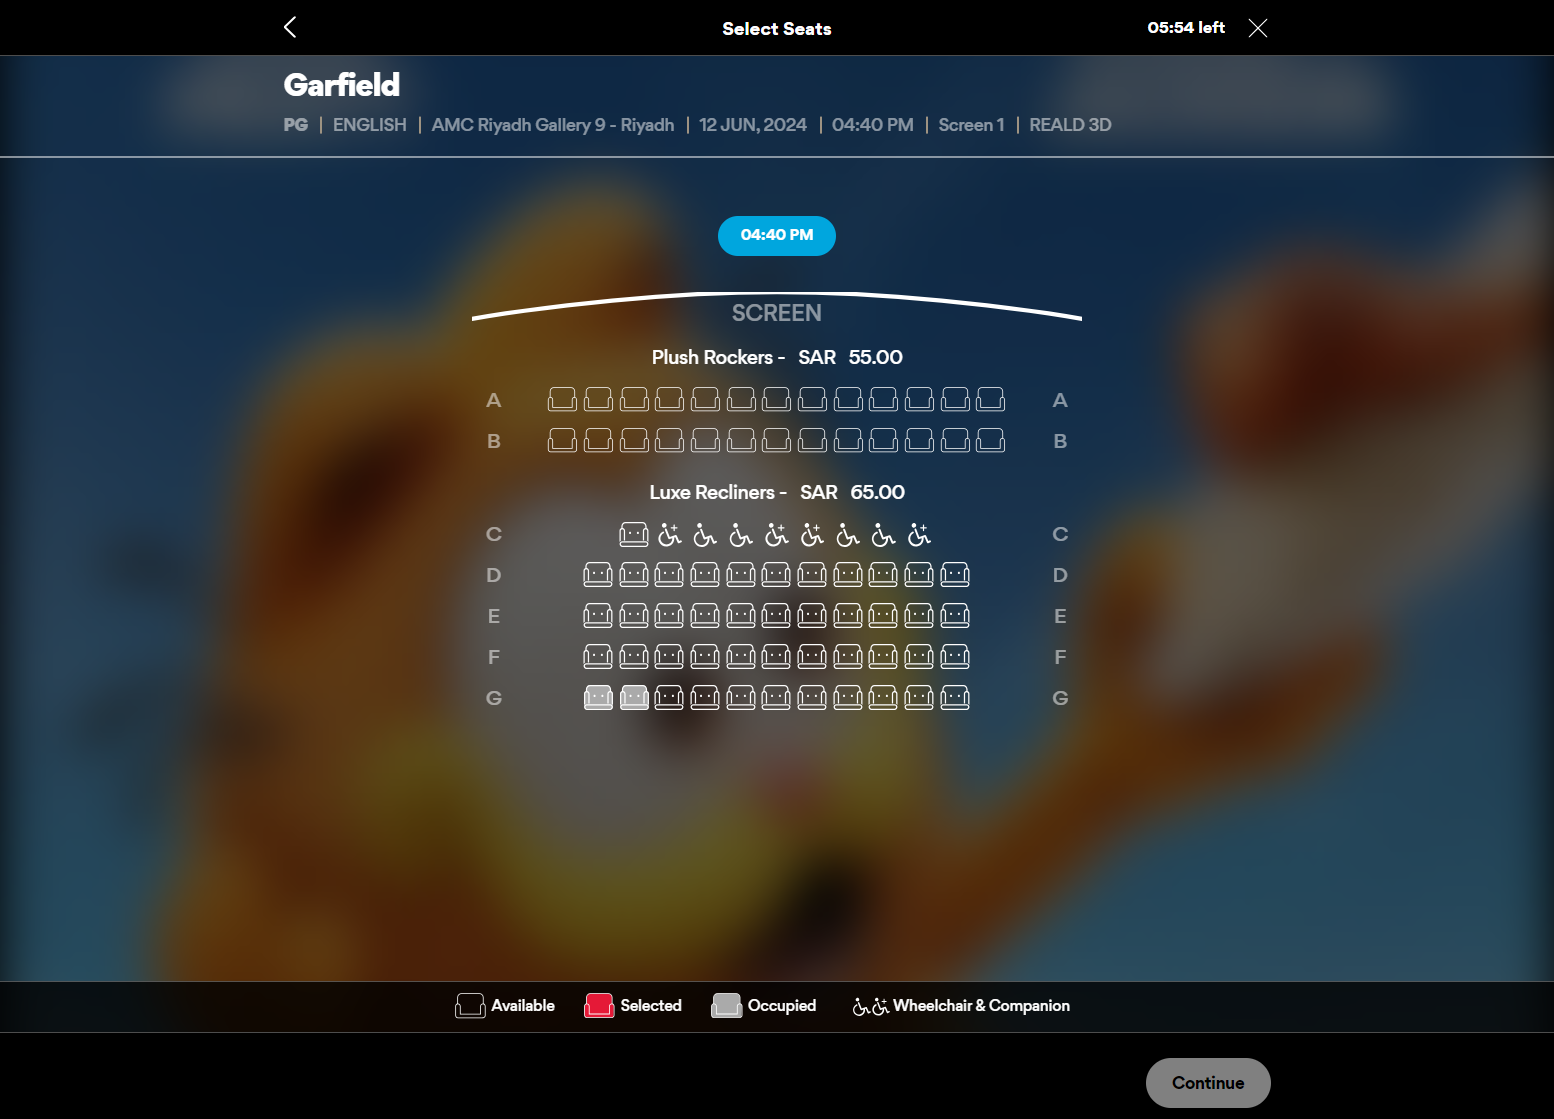 Select Seats
05:54 left
Garfield
PG | ENGLISH | AMC Riyadh Gallery 9 - Riyadh | 12 JUN, 2024 | 04:40 PM | Screen 1 | REALD 3D
04:40 PM
SCREEN
Plush Rockers - SAR 55.00
A A
B B
Luxe Recliners - SAR 65.00
C C
D D
E E
F F
G G
Available Selected Occupied Wheelchair & Companion
Continue